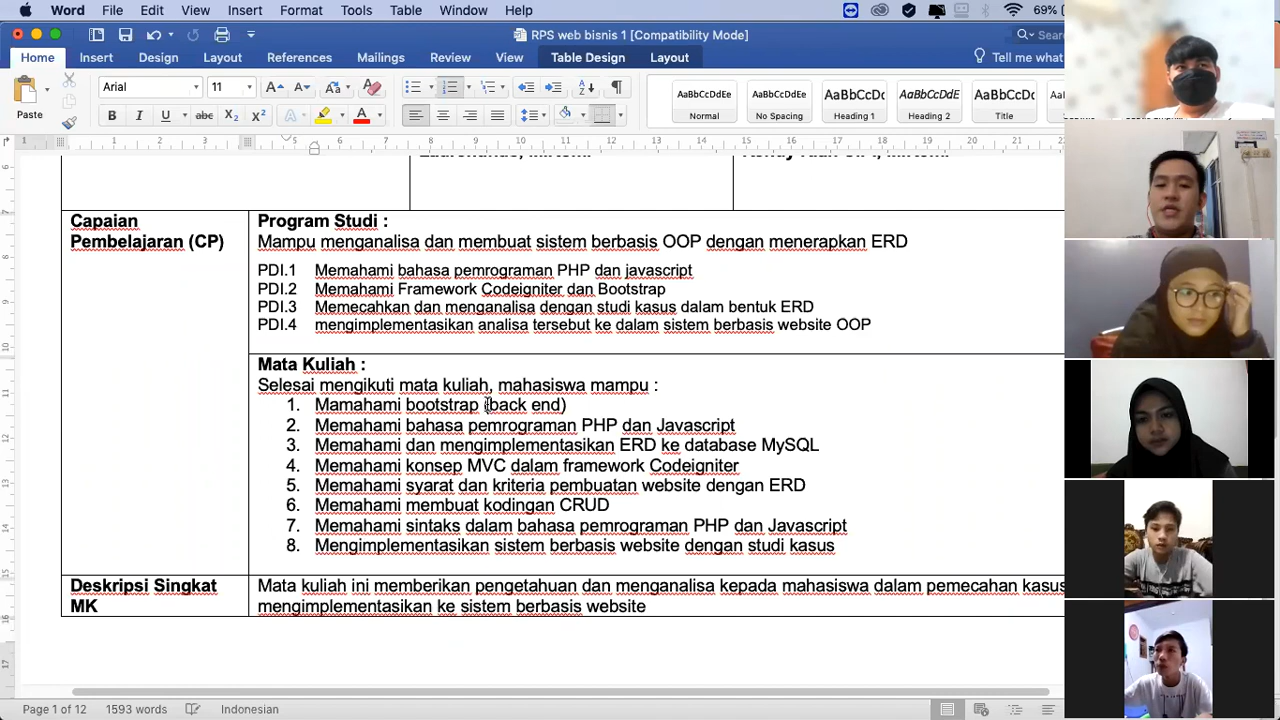 Word File Edit View Insert Format Tools Table Window Help 69%
RPS web bisnis 1 [Compatibility Mode]
Home Insert Draw Design Layout References Mailings Review View Table Design Layout Tell me what
Paste Arial 11
Normal No Spacing Heading 1 Heading 2 Title
Capaian Pembelajaran (CP)
Program Studi :
Mampu menganalisa dan membuat sistem berbasis OOP dengan menerapkan ERD
PDI.1 Memahami bahasa pemrograman PHP dan javascript
PDI.2 Memahami Framework Codeigniter dan Bootstrap
PDI.3 Memecahkan dan menganalisa dengan studi kasus dalam bentuk ERD
PDI.4 mengimplementasikan analisa tersebut ke dalam sistem berbasis website OOP
Mata Kuliah :
Selesai mengikuti mata kuliah, mahasiswa mampu :
1. Mamahami bootstrap (back end)
2. Memahami bahasa pemrograman PHP dan Javascript
3. Memahami dan mengimplementasikan ERD ke database MySQL
4. Memahami konsep MVC dalam framework Codeigniter
5. Memahami syarat dan kriteria pembuatan website dengan ERD
6. Memahami membuat kodingan CRUD
7. Memahami sintaks dalam bahasa pemrograman PHP dan Javascript
8. Mengimplementasikan sistem berbasis website dengan studi kasus
Deskripsi Singkat MK
Mata kuliah ini memberikan pengetahuan dan menganalisa kepada mahasiswa dalam pemecahan kasus
mengimplementasikan ke sistem berbasis website
Page 1 of 12 1593 words Indonesian